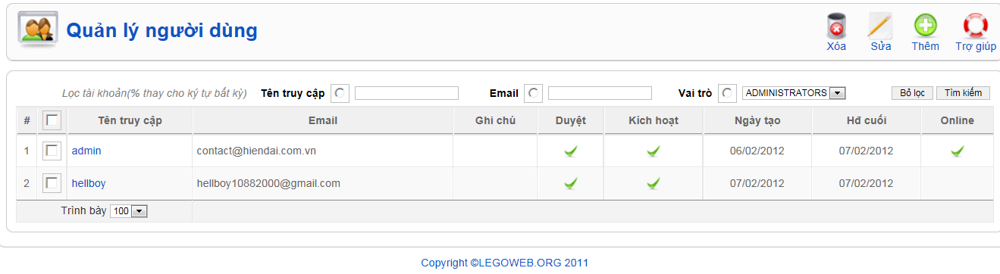 Quản lý người dùng
Xóa Sửa Thêm Trợ giúp
Lọc tài khoản(% thay cho ký tự bất kỳ) Tên truy cập Email Vai trò ADMINISTRATORS Bỏ lọc Tìm kiếm
# Tên truy cập Email Ghi chú Duyệt Kích hoạt Ngày tạo Hđ cuối Online
1 admin contact@hiendai.com.vn 06/02/2012 07/02/2012
2 hellboy hellboy10882000@gmail.com 07/02/2012 07/02/2012
Trình bày 100
Copyright ©LEGOWEB.ORG 2011